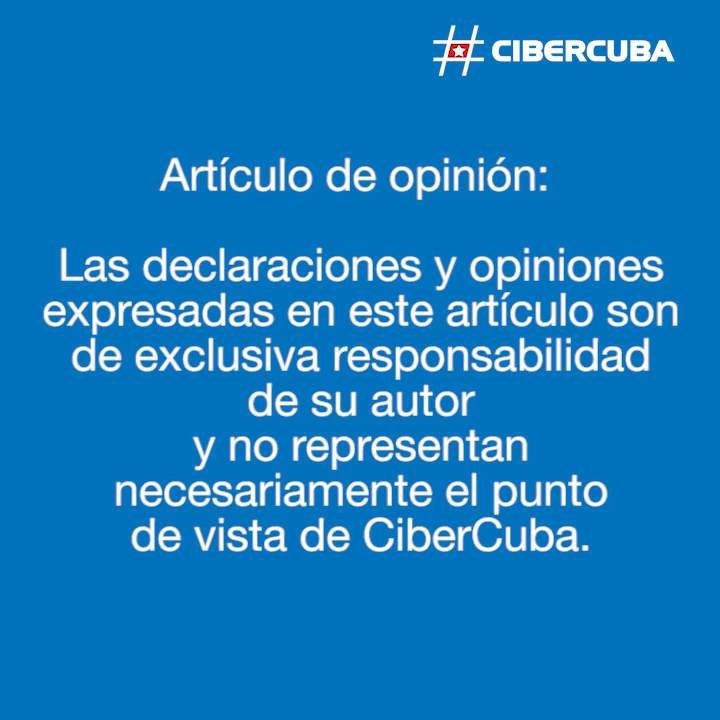 CIBERCUBA
Artículo de opinión:
Las declaraciones y opiniones
expresadas en este artículo son
de exclusiva responsabilidad
de su autor
y no representan
necesariamente el punto
de vista de CiberCuba.